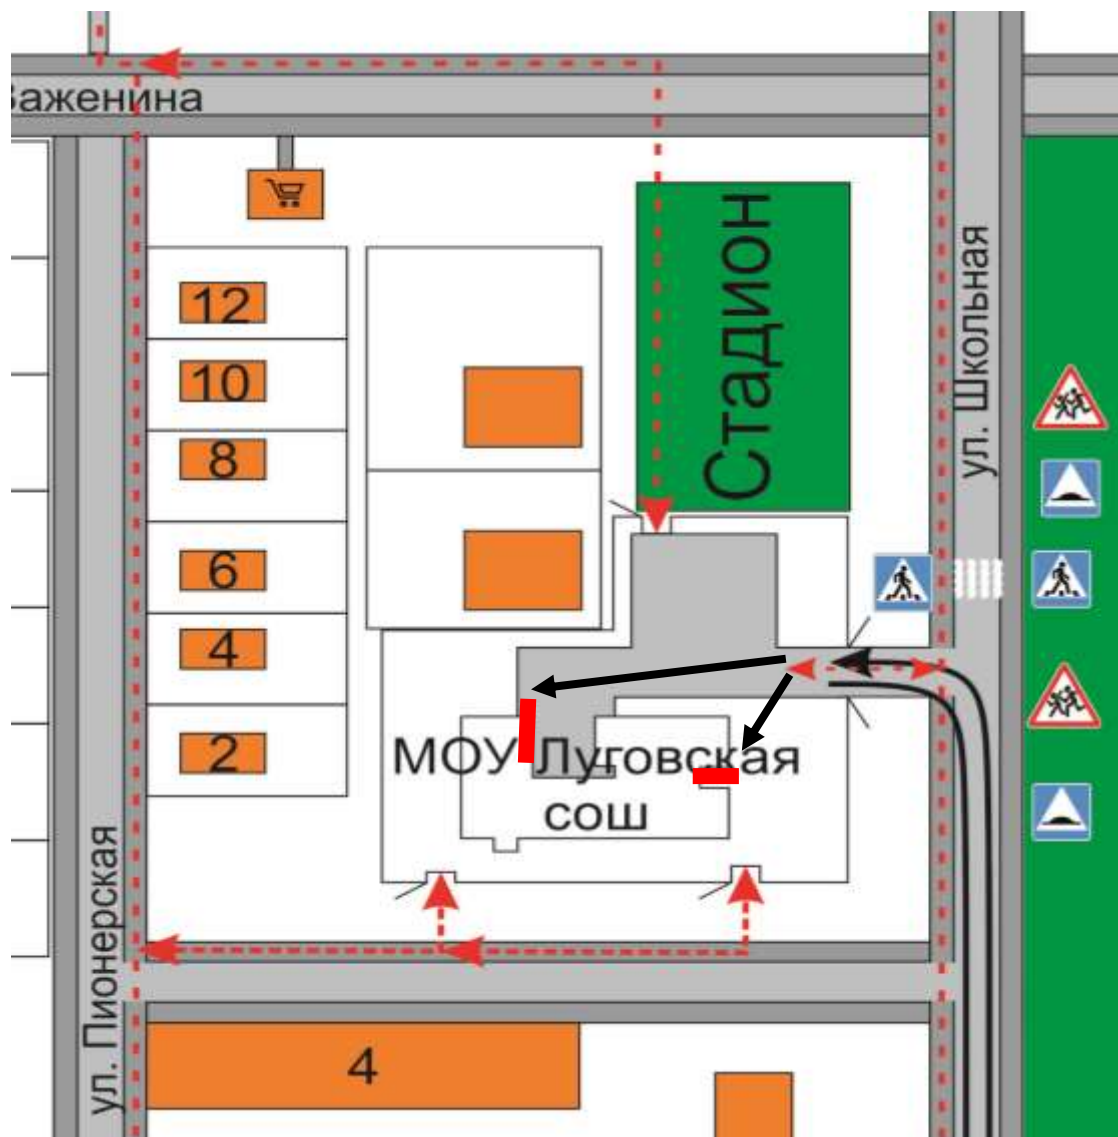 Важенина
12
10
8
6
4
2
Стадион
ул. Школьная
МОУ Луговская
сош
ул. Пионерская
4